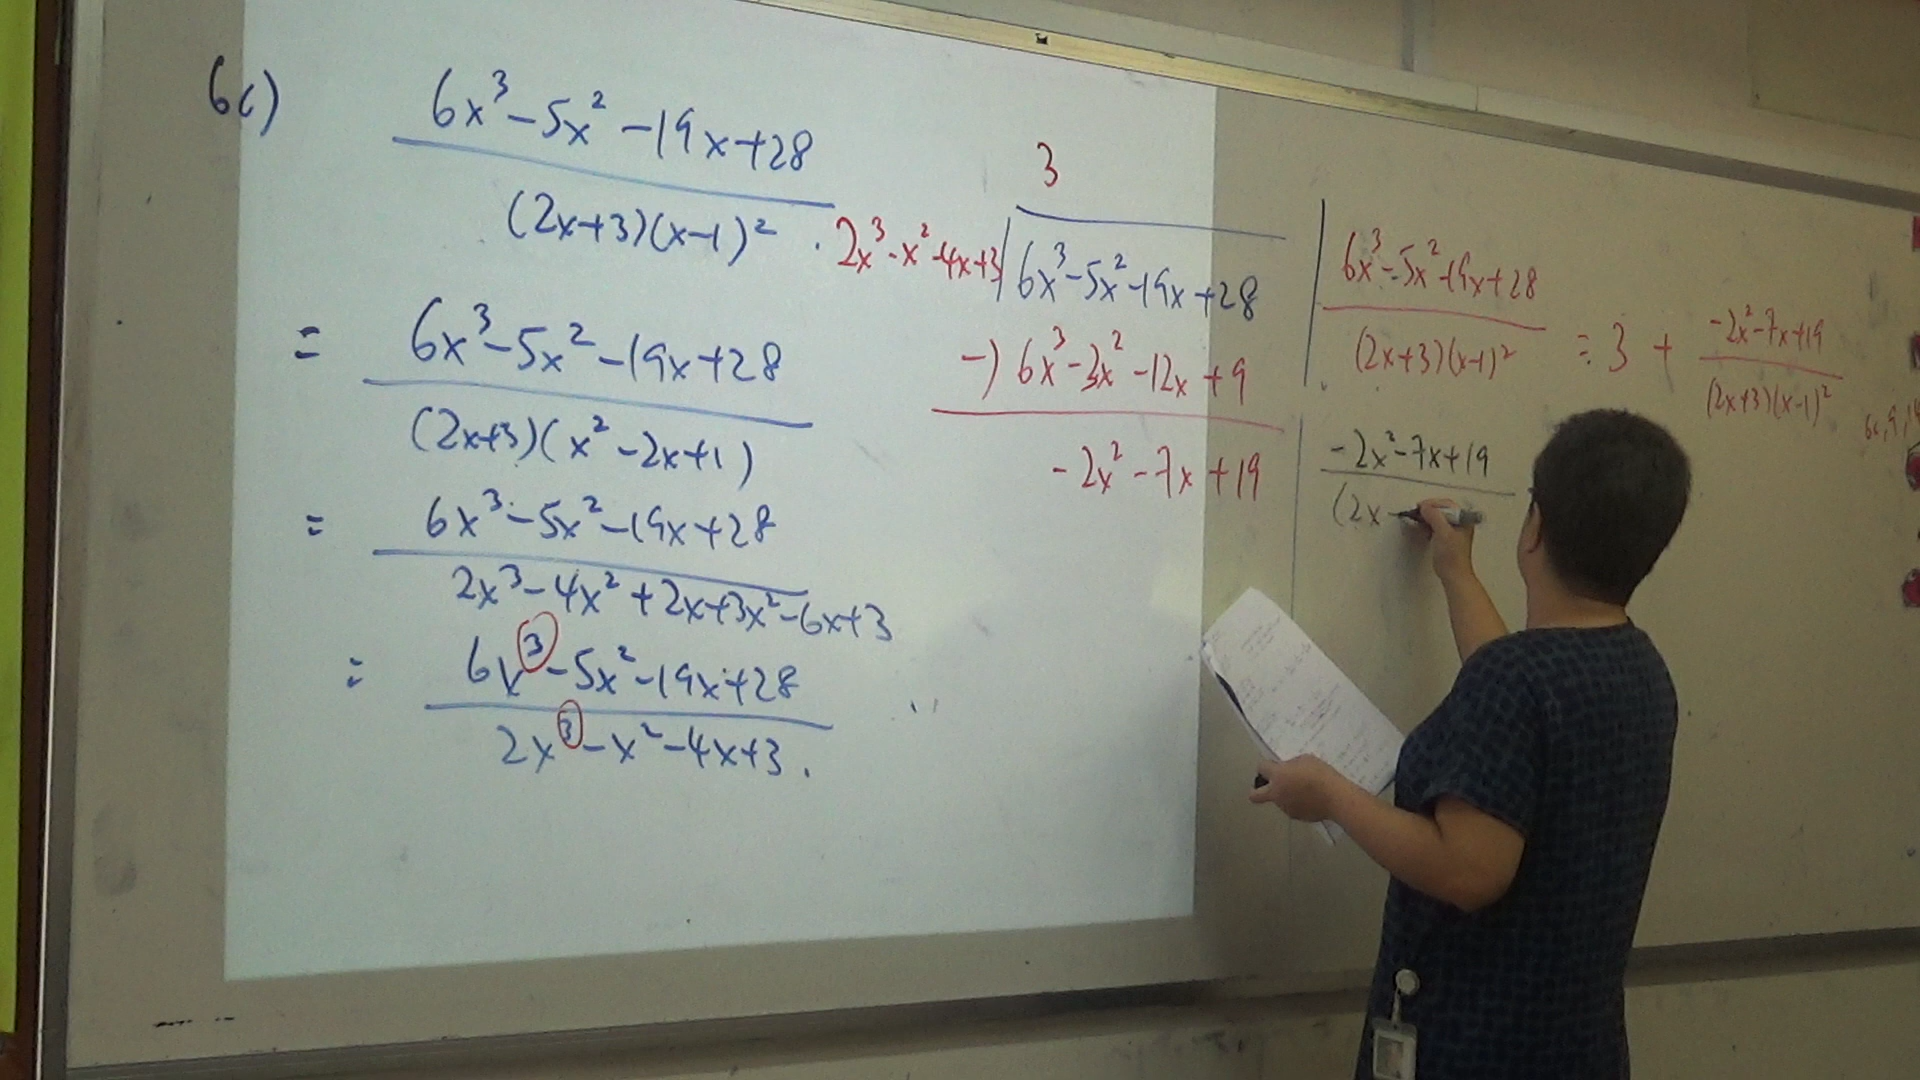 6c)
6x³-5x²-19x+28
(2x+3)(x-1)²
= 6x³-5x²-19x+28
(2x+3)(x²-2x+1)
= 6x³-5x²-19x+28
2x³-4x²+2x+3x²-6x+3
= 6x³-5x²-19x+28
2x³-x²-4x+3.
3
2x³-x²-4x+3 6x³-5x²-19x+28
-) 6x³-3x²-12x+9
-2x²-7x+19
6x³-5x²-19x+28
(2x+3)(x-1)²
= 3 +
-2x²-7x+19
(2x+3)(x-1)²
-2x²-7x+19
(2x